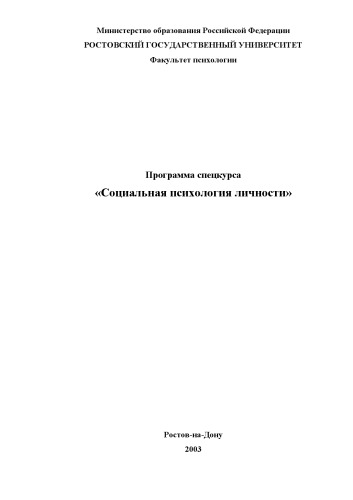 Министерство образования Российской Федерации
РОСТОВСКИЙ ГОСУДАРСТВЕННЫЙ УНИВЕРСИТЕТ
Факультет психологии
Программа спецкурса
«Социальная психология личности»
Ростов-на-Дону
2003